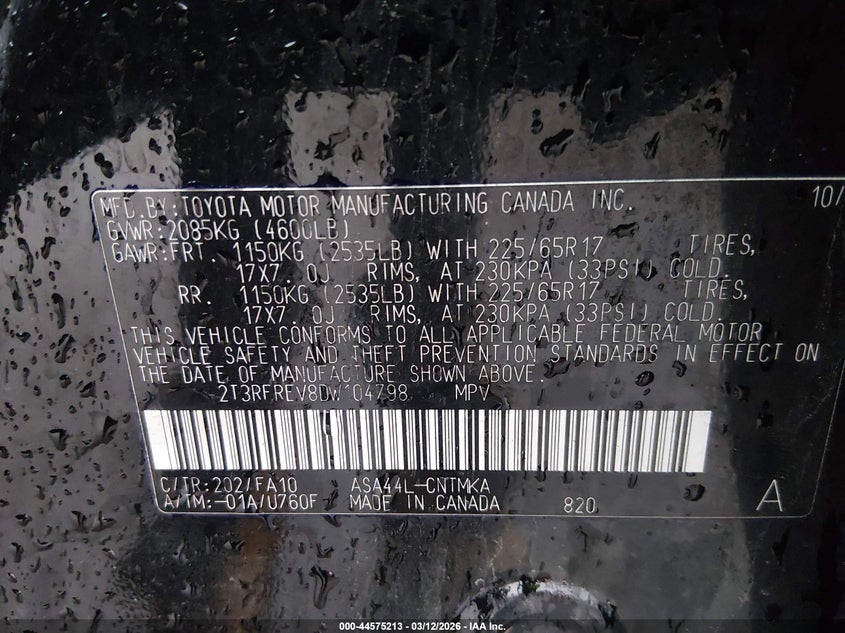 MFD. BY: TOYOTA MOTOR MANUFACTURING CANADA INC. 10/
GVWR: 2085KG (4600LB)
GAWR: FRT. 1150KG (2535LB) WITH 225/65R17 TIRES,
17X7.0J RIMS, AT 230KPA (33PSI) COLD.
RR. 1150KG (2535LB) WITH 225/65R17 TIRES,
17X7.0J RIMS, AT 230KPA (33PSI) COLD.
THIS VEHICLE CONFORMS TO ALL APPLICABLE FEDERAL MOTOR
VEHICLE SAFETY AND THEFT PREVENTION STANDARDS IN EFFECT ON
THE DATE OF MANUFACTURE SHOWN ABOVE.
2T3RFREV8DW104798 MPV
C/TR: 202/FA10 ASA44L-CNTMKA
A/TM: -01A/U760F MADE IN CANADA 820 A
000-44575213 - 03/12/2026 - IAA Inc.